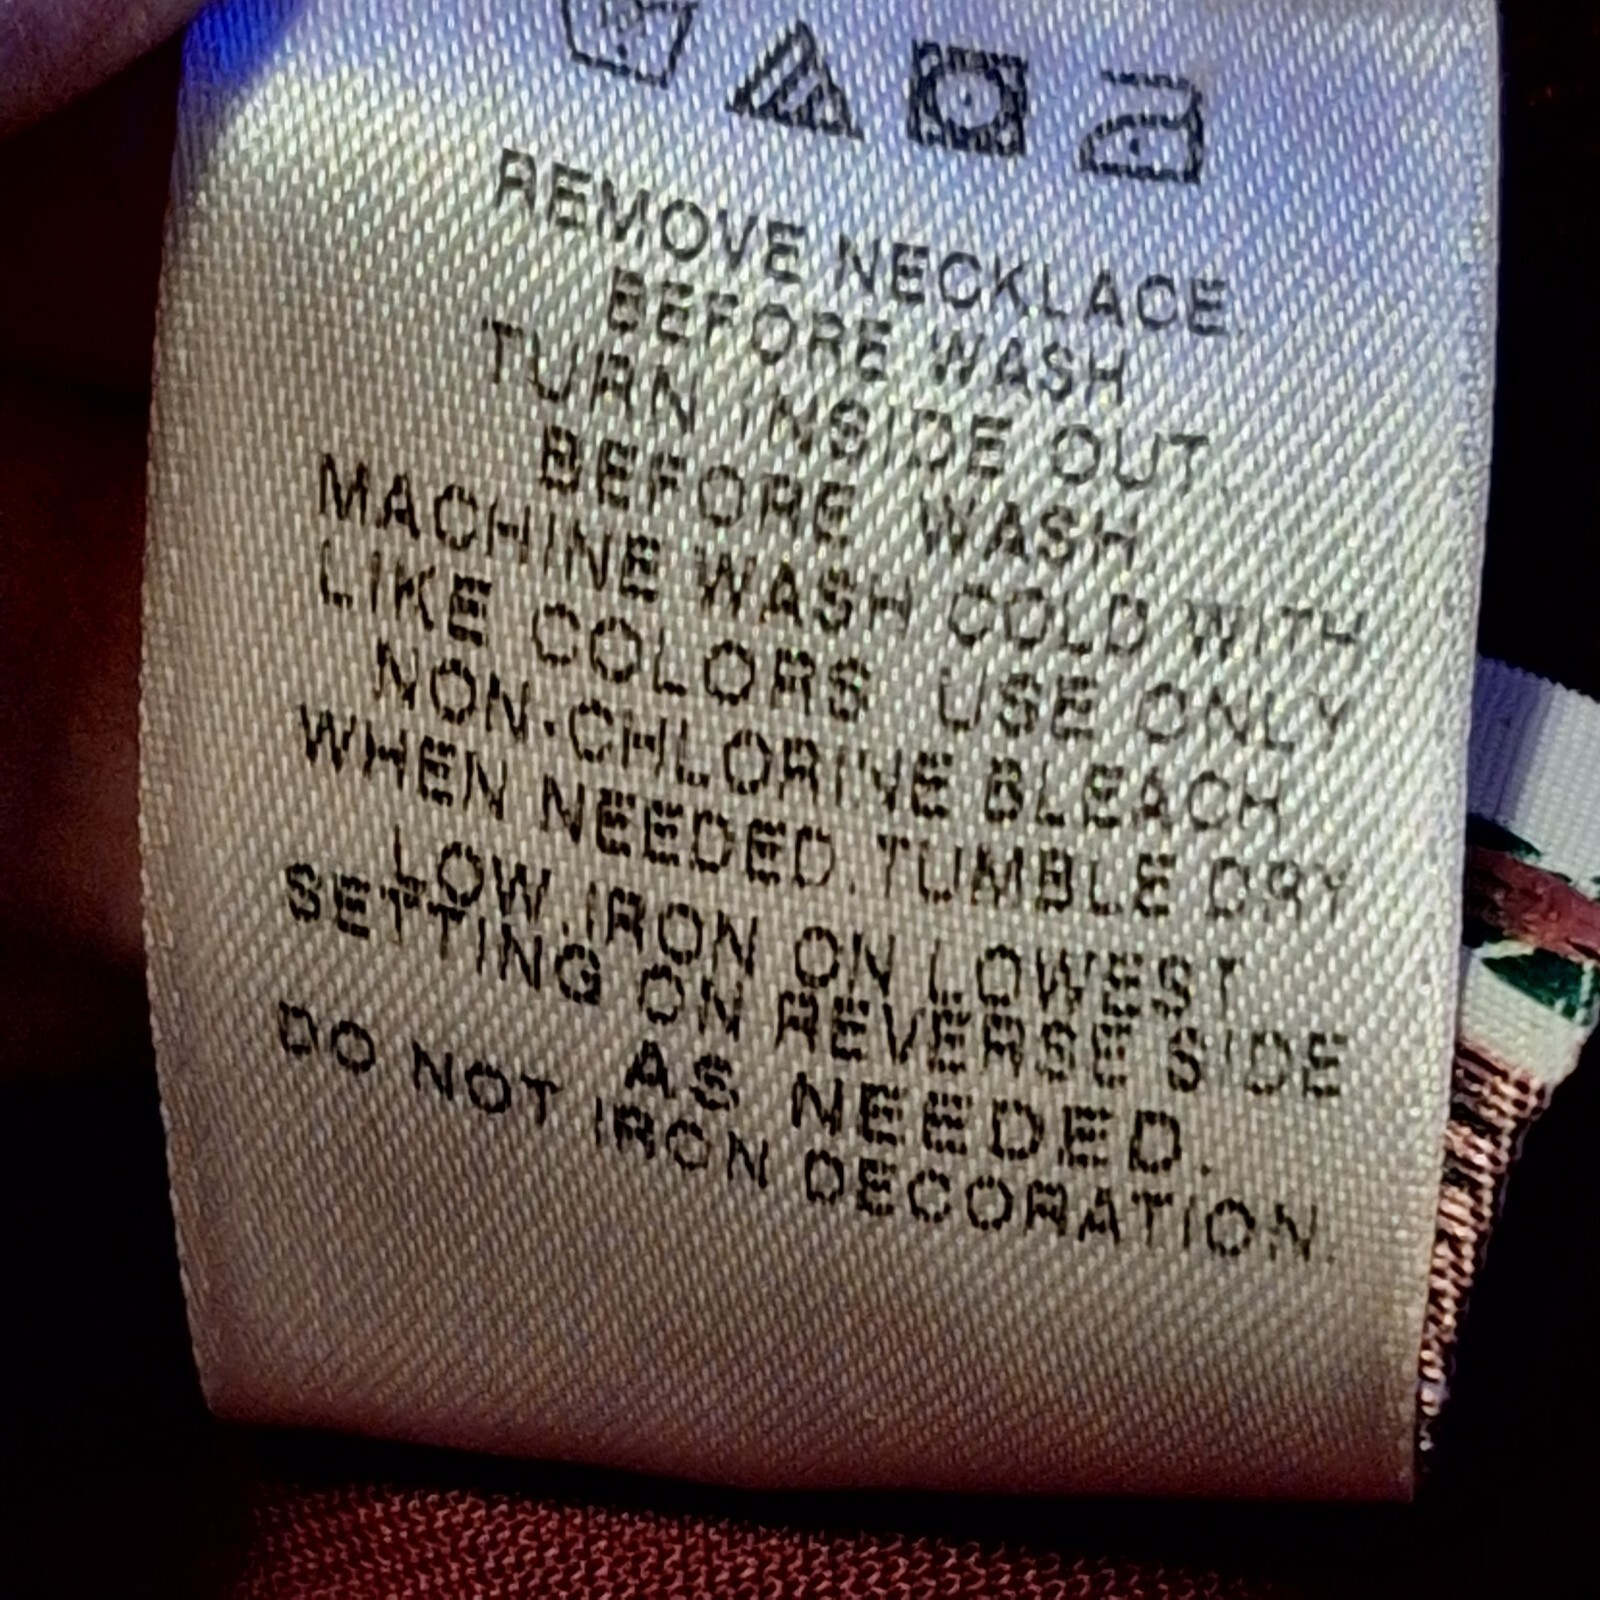 REMOVE NECKLACE
BEFORE WASH
TURN INSIDE OUT
BEFORE WASH
MACHINE WASH COLD WITH
LIKE COLORS USE ONLY
NON-CHLORINE BLEACH
WHEN NEEDED. TUMBLE DRY
LOW. IRON ON LOWEST
SETTING ON REVERSE SIDE
AS NEEDED.
DO NOT IRON DECORATION.